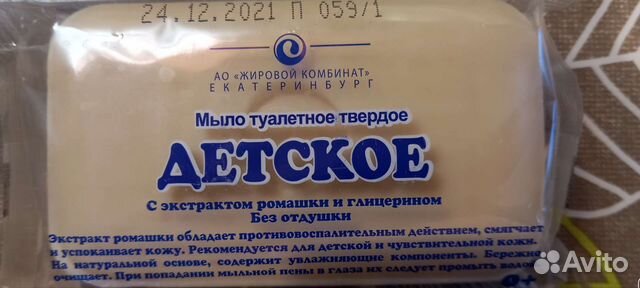 24.12.2021 П 059/1
АО «ЖИРОВОЙ КОМБИНАТ»
ЕКАТЕРИНБУРГ
Мыло туалетное твердое
ДЕТСКОЕ
С экстрактом ромашки и глицерином
Без отдушки
Экстракт ромашки обладает противовоспалительным действием, смягчает
и успокаивает кожу. Рекомендуется для детской и чувствительной кожи.
На натуральной основе, содержит увлажняющие компоненты. Бережно
очищает. При попадании мыльной пены в глаза их следует промыть водой.
0+
Avito